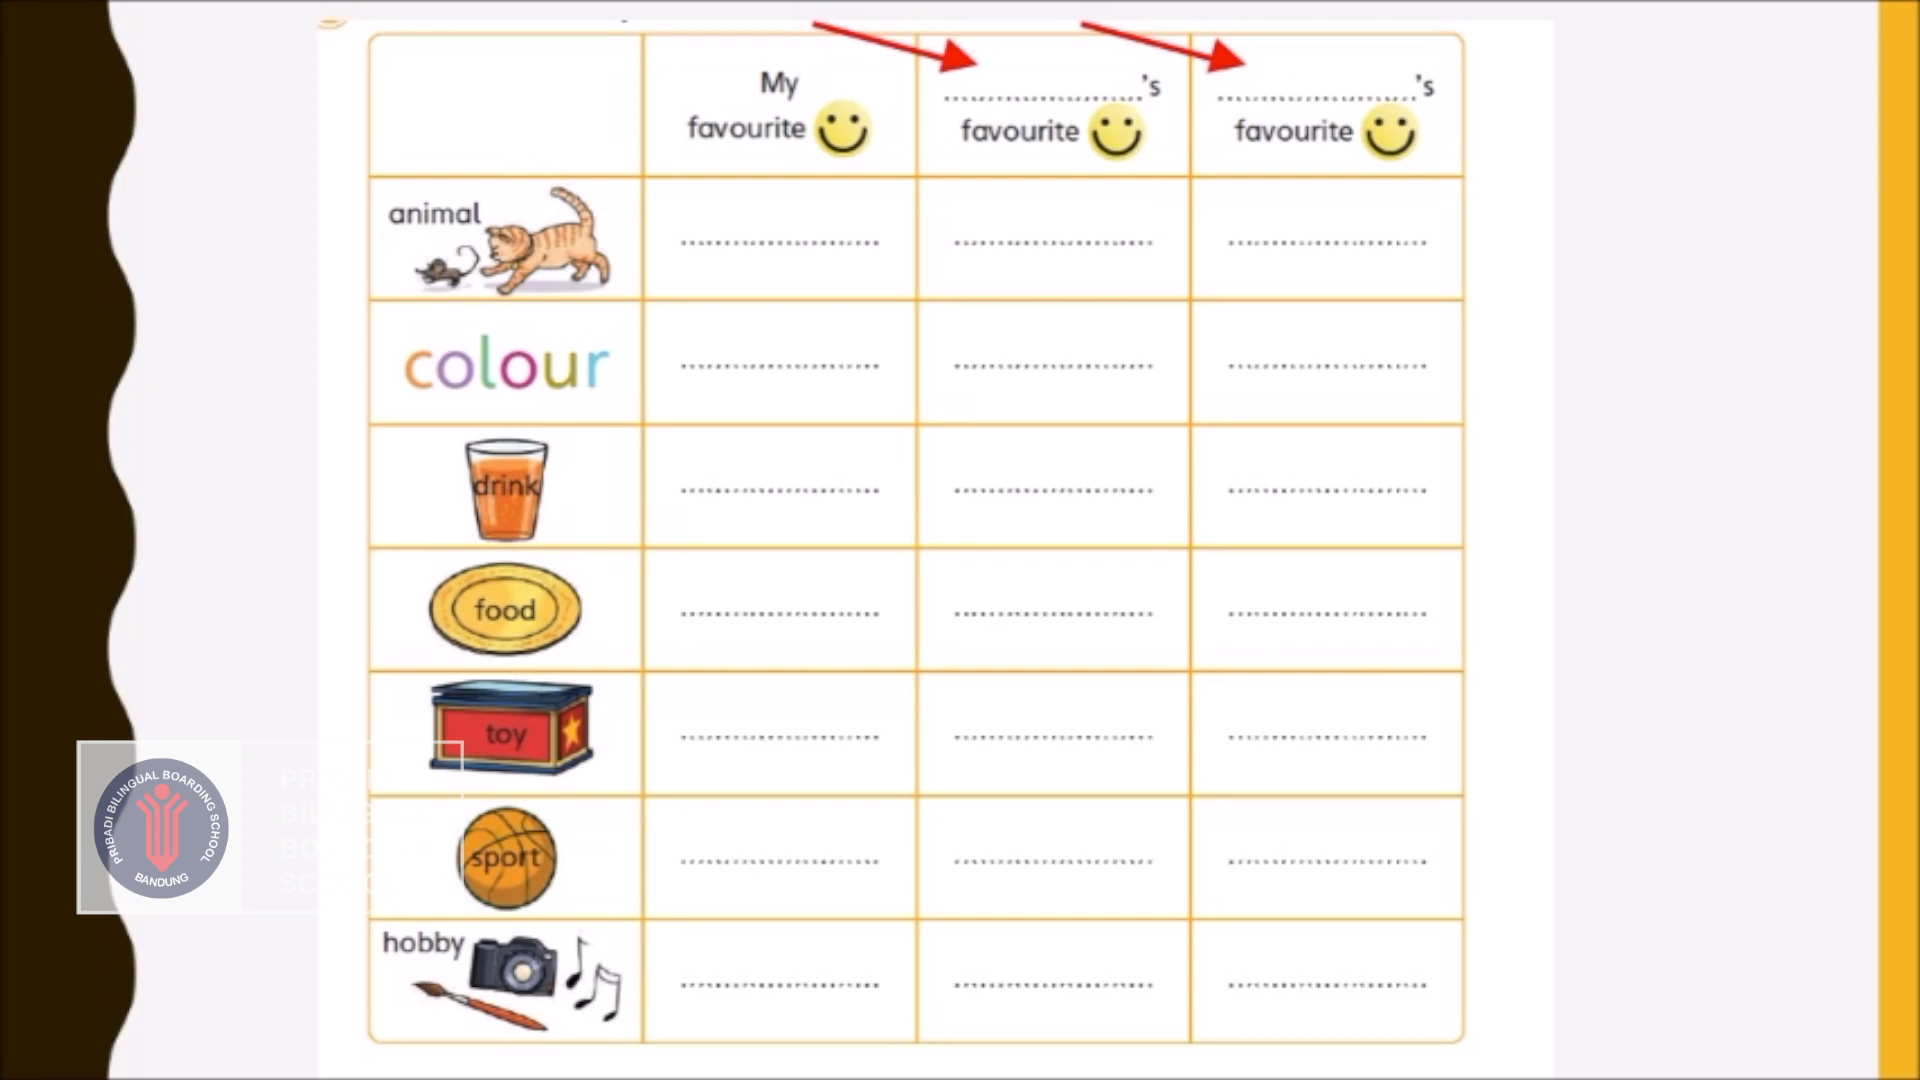 My
favourite
....................'s
favourite
....................'s
favourite
animal
colour
drink
food
toy
sport
hobby
PRIBADI BILINGUAL BOARDING SCHOOL
BANDUNG